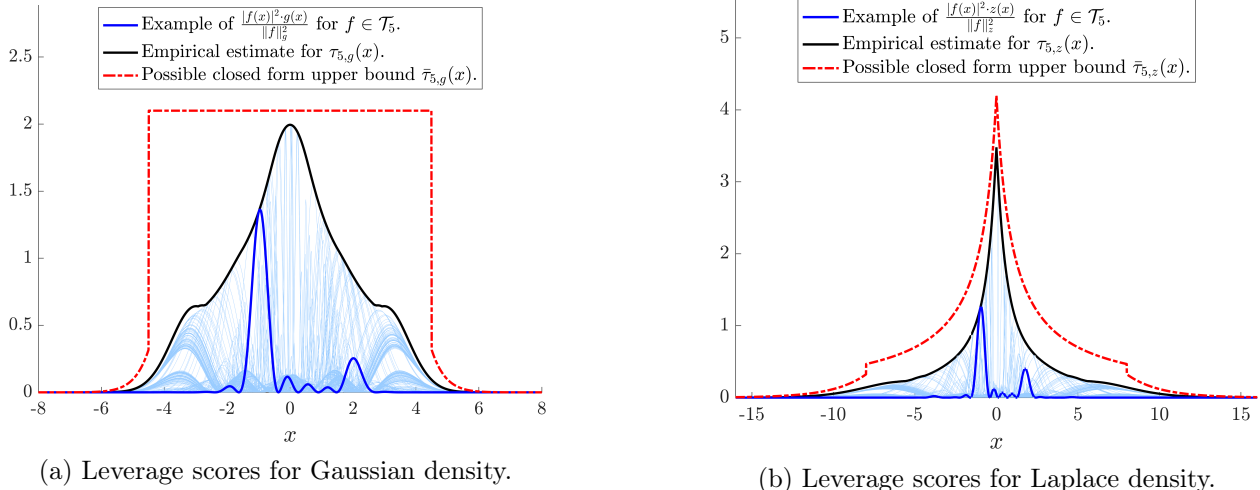 Example of |f(x)|²·g(x) / ‖f‖²_g for f ∈ 𝒯₅.
Empirical estimate for τ₅,g(x).
Possible closed form upper bound τ̄₅,g(x).
2.5
2
1.5
1
0.5
0
-8 -6 -4 -2 0 2 4 6 8
x
(a) Leverage scores for Gaussian density.
Example of |f(x)|²·z(x) / ‖f‖²_z for f ∈ 𝒯₅.
Empirical estimate for τ₅,z(x).
Possible closed form upper bound τ̄₅,z(x).
5
4
3
2
1
0
-15 -10 -5 0 5 10 15
x
(b) Leverage scores for Laplace density.